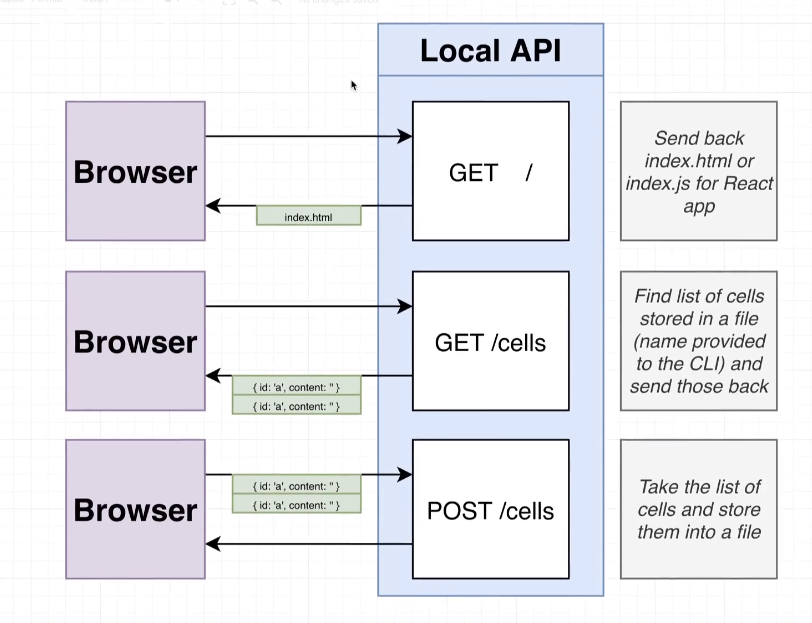 Local API
Browser
GET /
index.html
Send back
index.html or
index.js for React
app
Browser
GET /cells
{ id: 'a', content: '' }
{ id: 'a', content: '' }
Find list of cells
stored in a file
(name provided
to the CLI) and
send those back
Browser
{ id: 'a', content: '' }
{ id: 'a', content: '' }
POST /cells
Take the list of
cells and store
them into a file